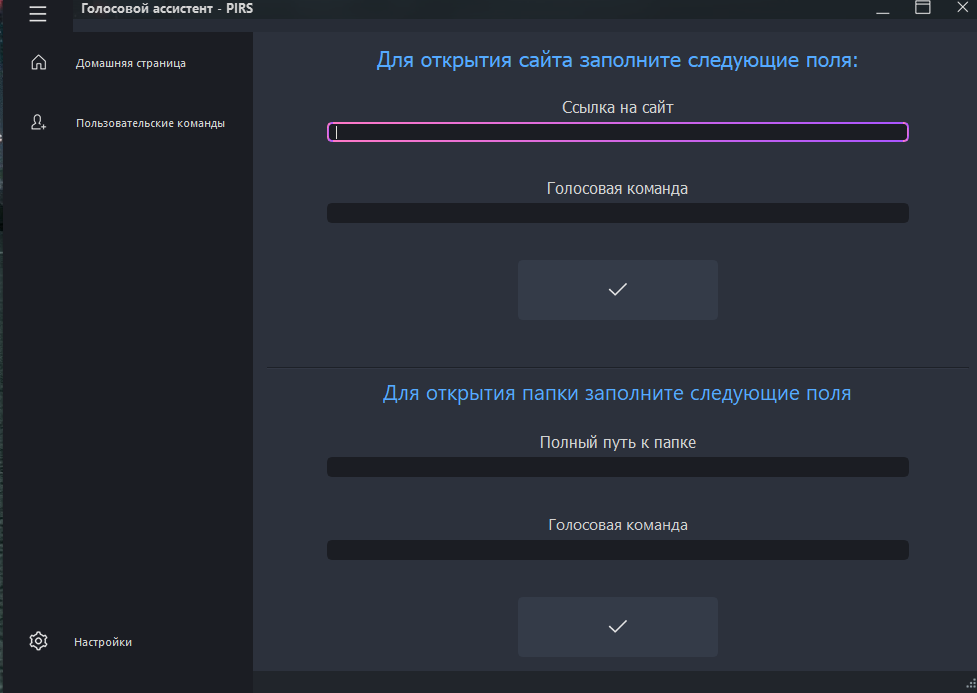 Голосовой ассистент - PIRS
Домашняя страница
Пользовательские команды
Для открытия сайта заполните следующие поля:
Ссылка на сайт
Голосовая команда
Для открытия папки заполните следующие поля
Полный путь к папке
Голосовая команда
Настройки